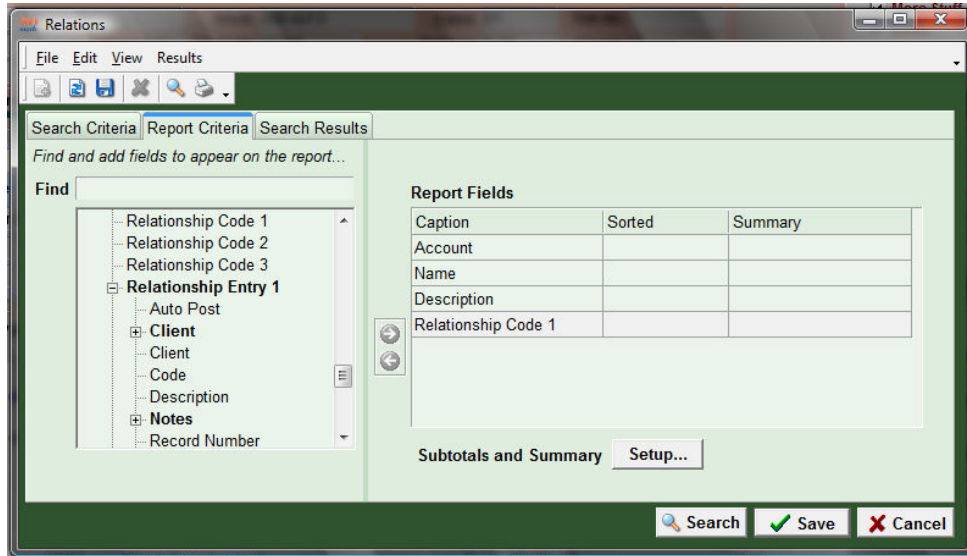 Relations
File Edit View Results
Search Criteria Report Criteria Search Results
Find and add fields to appear on the report...
Find
Relationship Code 1
Relationship Code 2
Relationship Code 3
Relationship Entry 1
Auto Post
Client
Client
Code
Description
Notes
Record Number
Report Fields
Caption Sorted Summary
Account
Name
Description
Relationship Code 1
Subtotals and Summary Setup...
Search Save Cancel